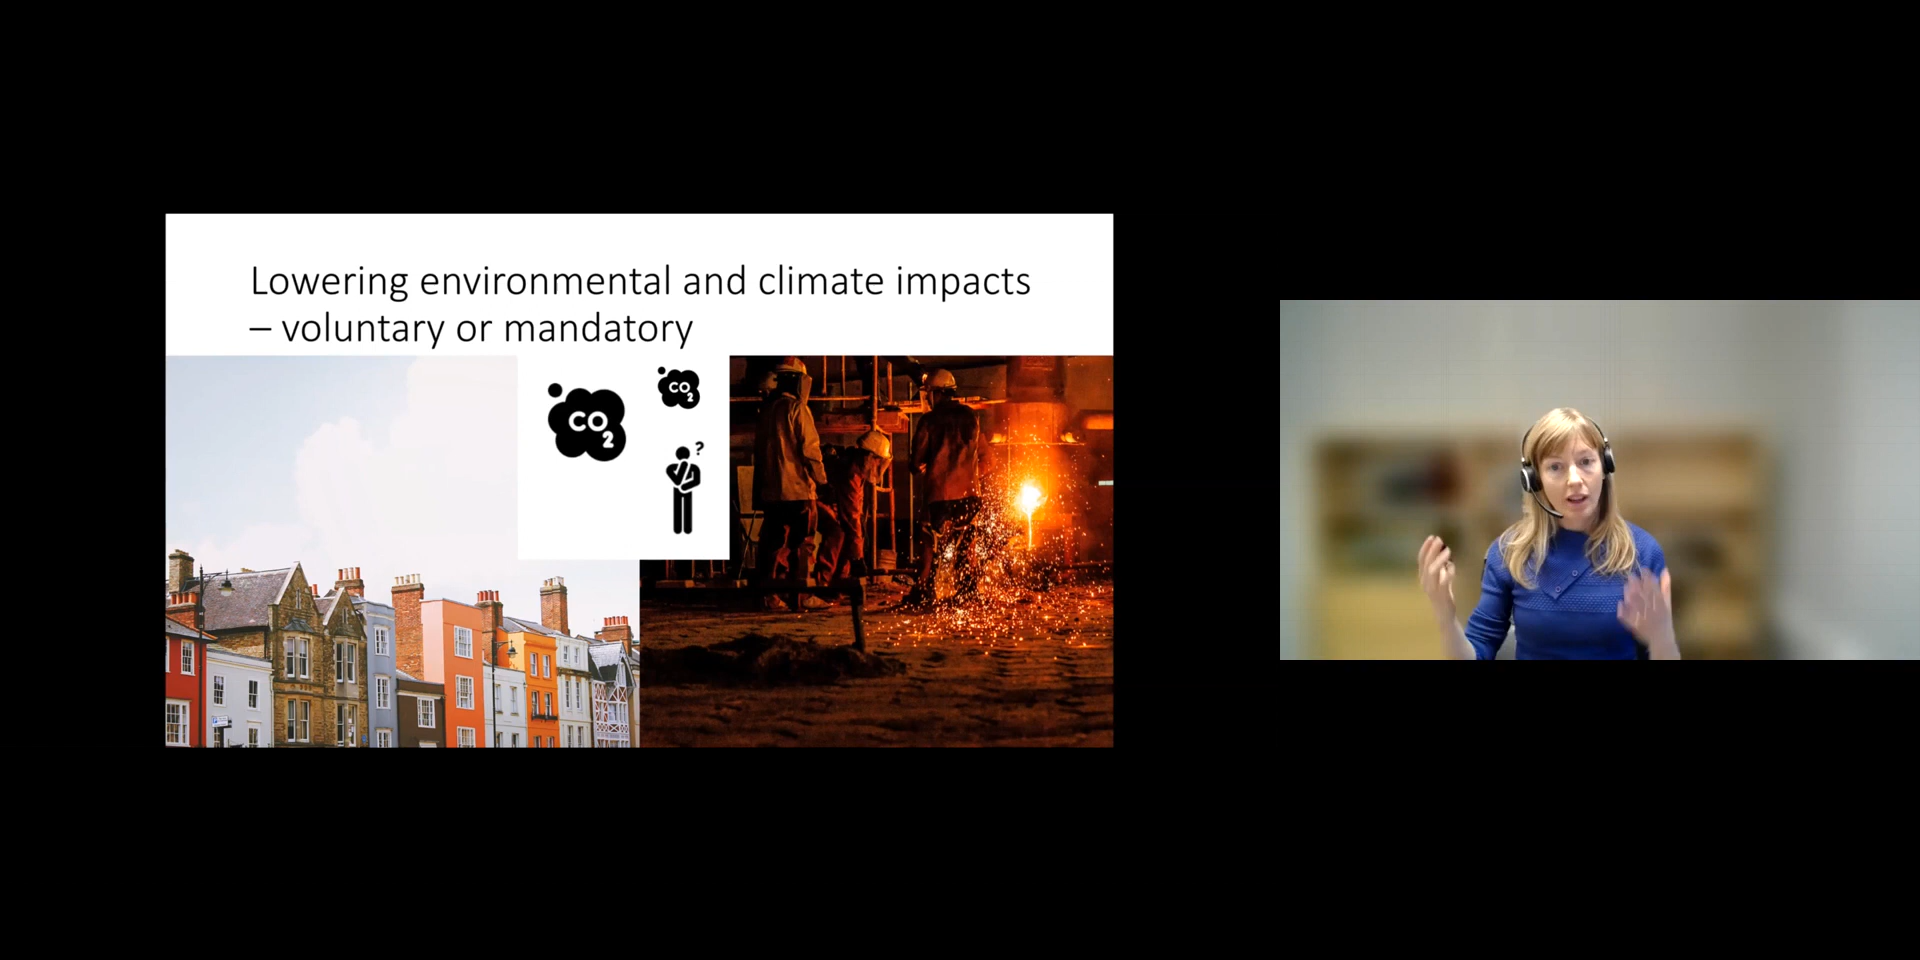 Lowering environmental and climate impacts
– voluntary or mandatory
CO2
CO2
?